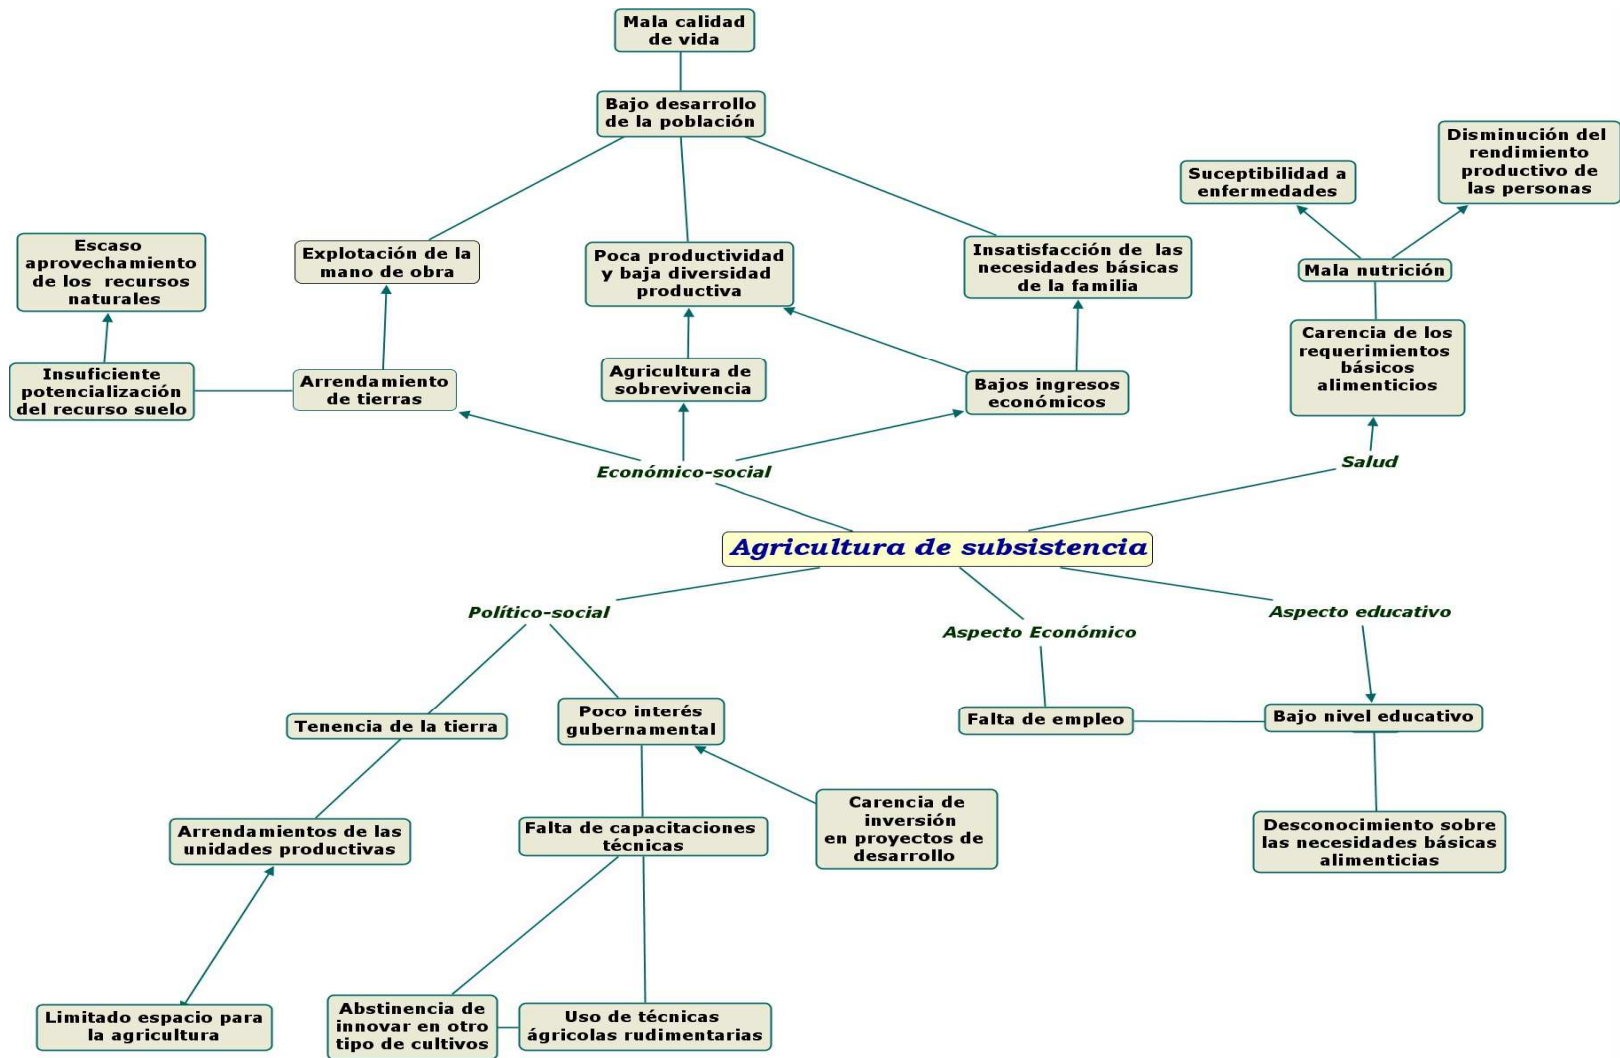 Mala calidad
de vida
Bajo desarrollo
de la población
Disminución del
rendimiento
productivo de
las personas
Suceptibilidad a
enfermedades
Escaso
aprovechamiento
de los recursos
naturales
Explotación de la
mano de obra
Poca productividad
y baja diversidad
productiva
Insatisfacción de las
necesidades básicas
de la familia
Mala nutrición
Carencia de los
requerimientos
básicos
alimenticios
Insuficiente
potencialización
del recurso suelo
Arrendamiento
de tierras
Agricultura de
sobrevivencia
Bajos ingresos
económicos
Económico-social
Salud
Agricultura de subsistencia
Político-social
Aspecto Económico
Aspecto educativo
Tenencia de la tierra
Poco interés
gubernamental
Falta de empleo
Bajo nivel educativo
Arrendamientos de las
unidades productivas
Falta de capacitaciones
técnicas
Carencia de
inversión
en proyectos de
desarrollo
Desconocimiento sobre
las necesidades básicas
alimenticias
Limitado espacio para
la agricultura
Abstinencia de
innovar en otro
tipo de cultivos
Uso de técnicas
ágricolas rudimentarias